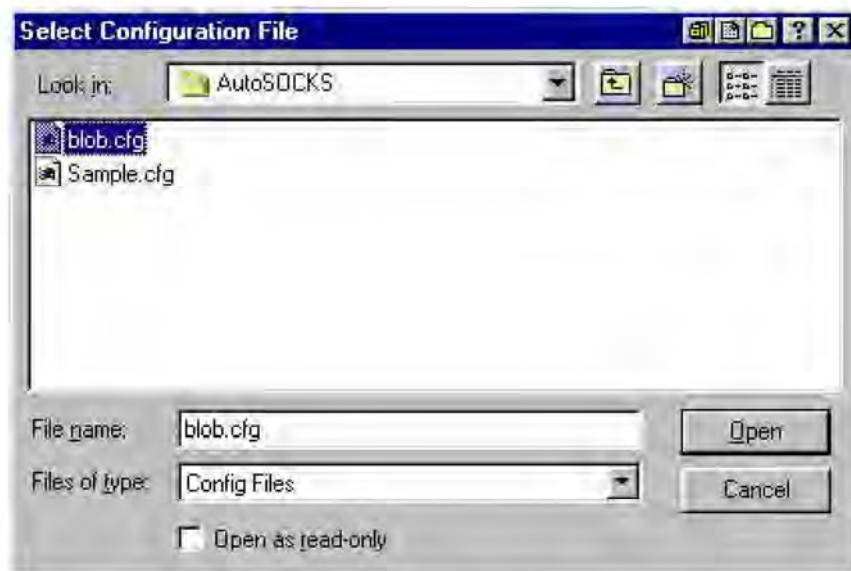 Select Configuration File
Look in: AutoSOCKS
blob.cfg
Sample.cfg
File name: blob.cfg Open
Files of type: Config Files Cancel
Open as read-only